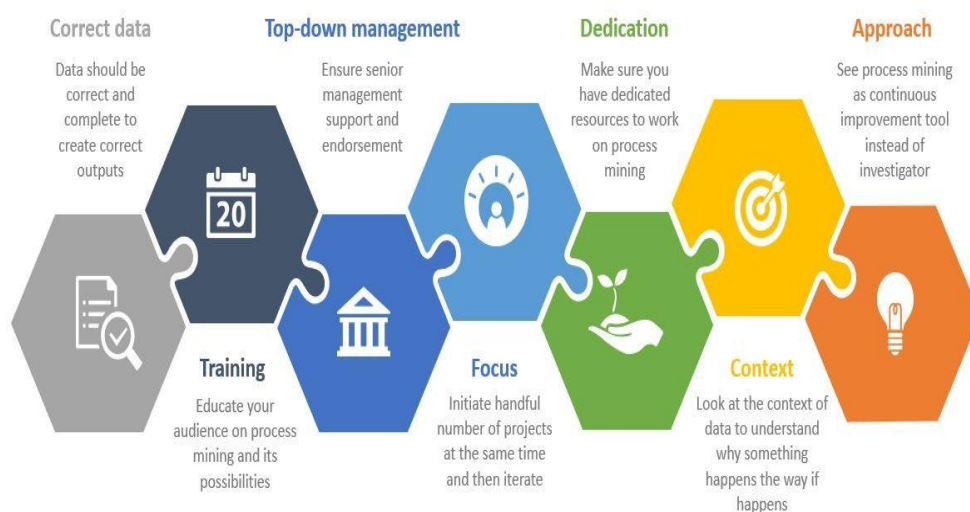 Correct data
Data should be
correct and
complete to
create correct
outputs
20
Training
Educate your
audience on process
mining and its
possibilities
Top-down management
Ensure senior
management
support and
endorsement
Focus
Initiate handful
number of projects
at the same time
and then iterate
Dedication
Make sure you
have dedicated
resources to work
on process
mining
Context
Look at the context of
data to understand
why something
happens the way if
happens
Approach
See process mining
as continuous
improvement tool
instead of
investigator